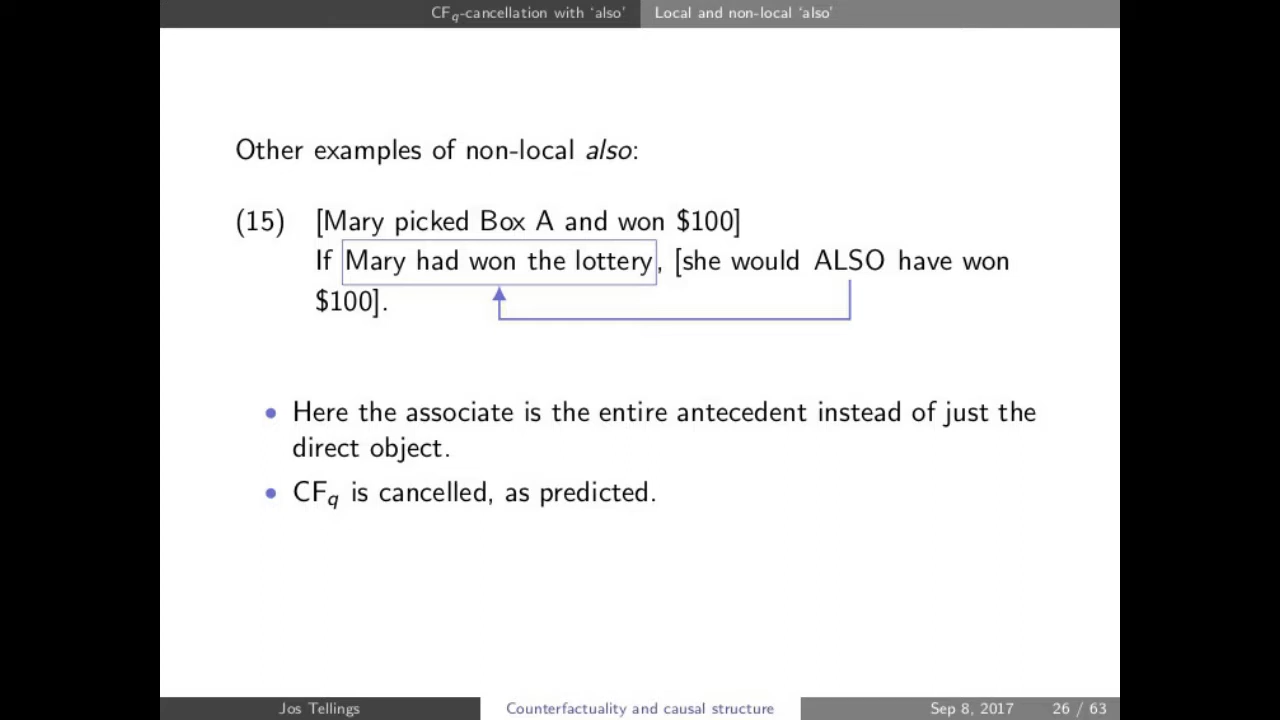 CFq-cancellation with ‘also’ Local and non-local ‘also’
Other examples of non-local also:
(15) [Mary picked Box A and won $100]
If Mary had won the lottery, [she would ALSO have won
$100].
• Here the associate is the entire antecedent instead of just the
direct object.
• CFq is cancelled, as predicted.
Jos Tellings Counterfactuality and causal structure Sep 8, 2017 26 / 63